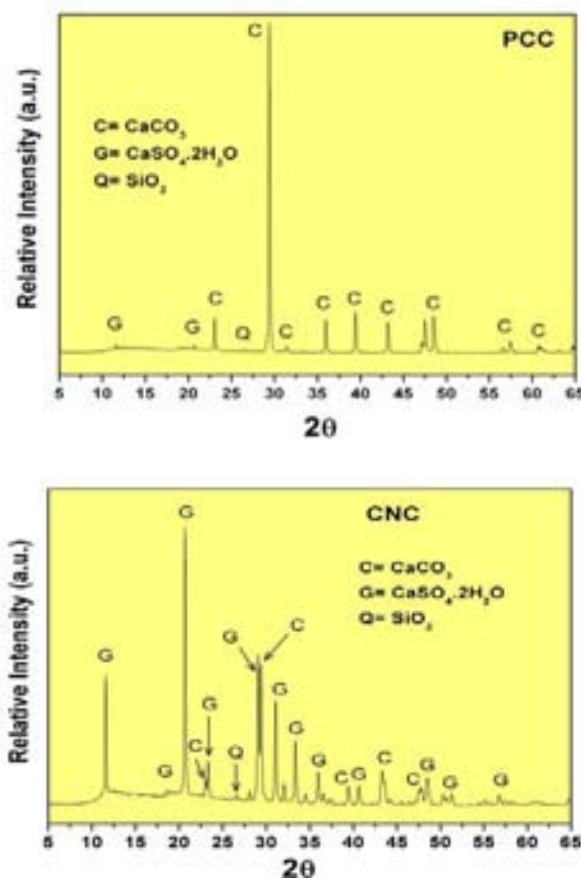 PCC
C
C= CaCO₃
G= CaSO₄.2H₂O
Q= SiO₂
Relative Intensity (a.u.)
G G C Q C C C C C C C
5 10 15 20 25 30 35 40 45 50 55 60 65
2θ
CNC
G
C= CaCO₃
G= CaSO₄.2H₂O
Q= SiO₂
Relative Intensity (a.u.)
G C
G G G
C Q G
G G C G C G C G G G
5 10 15 20 25 30 35 40 45 50 55 60 65
2θ